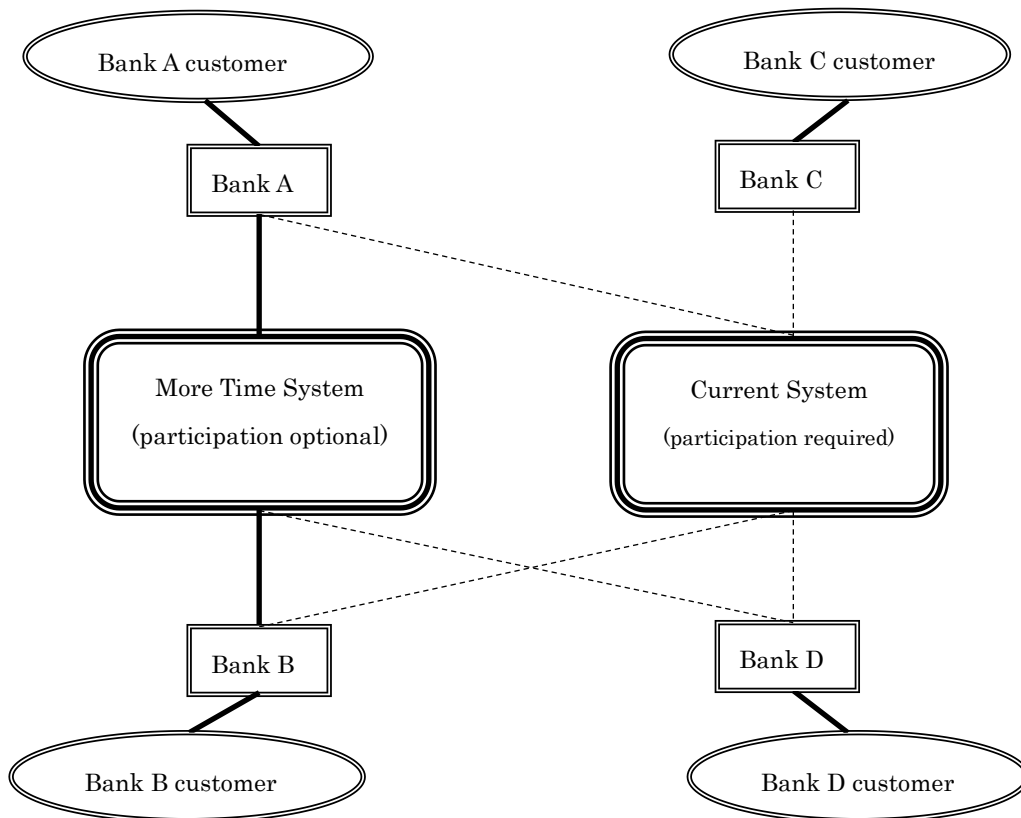 Bank A customer
Bank C customer
Bank A
Bank C
More Time System
(participation optional)
Current System
(participation required)
Bank B
Bank D
Bank B customer
Bank D customer